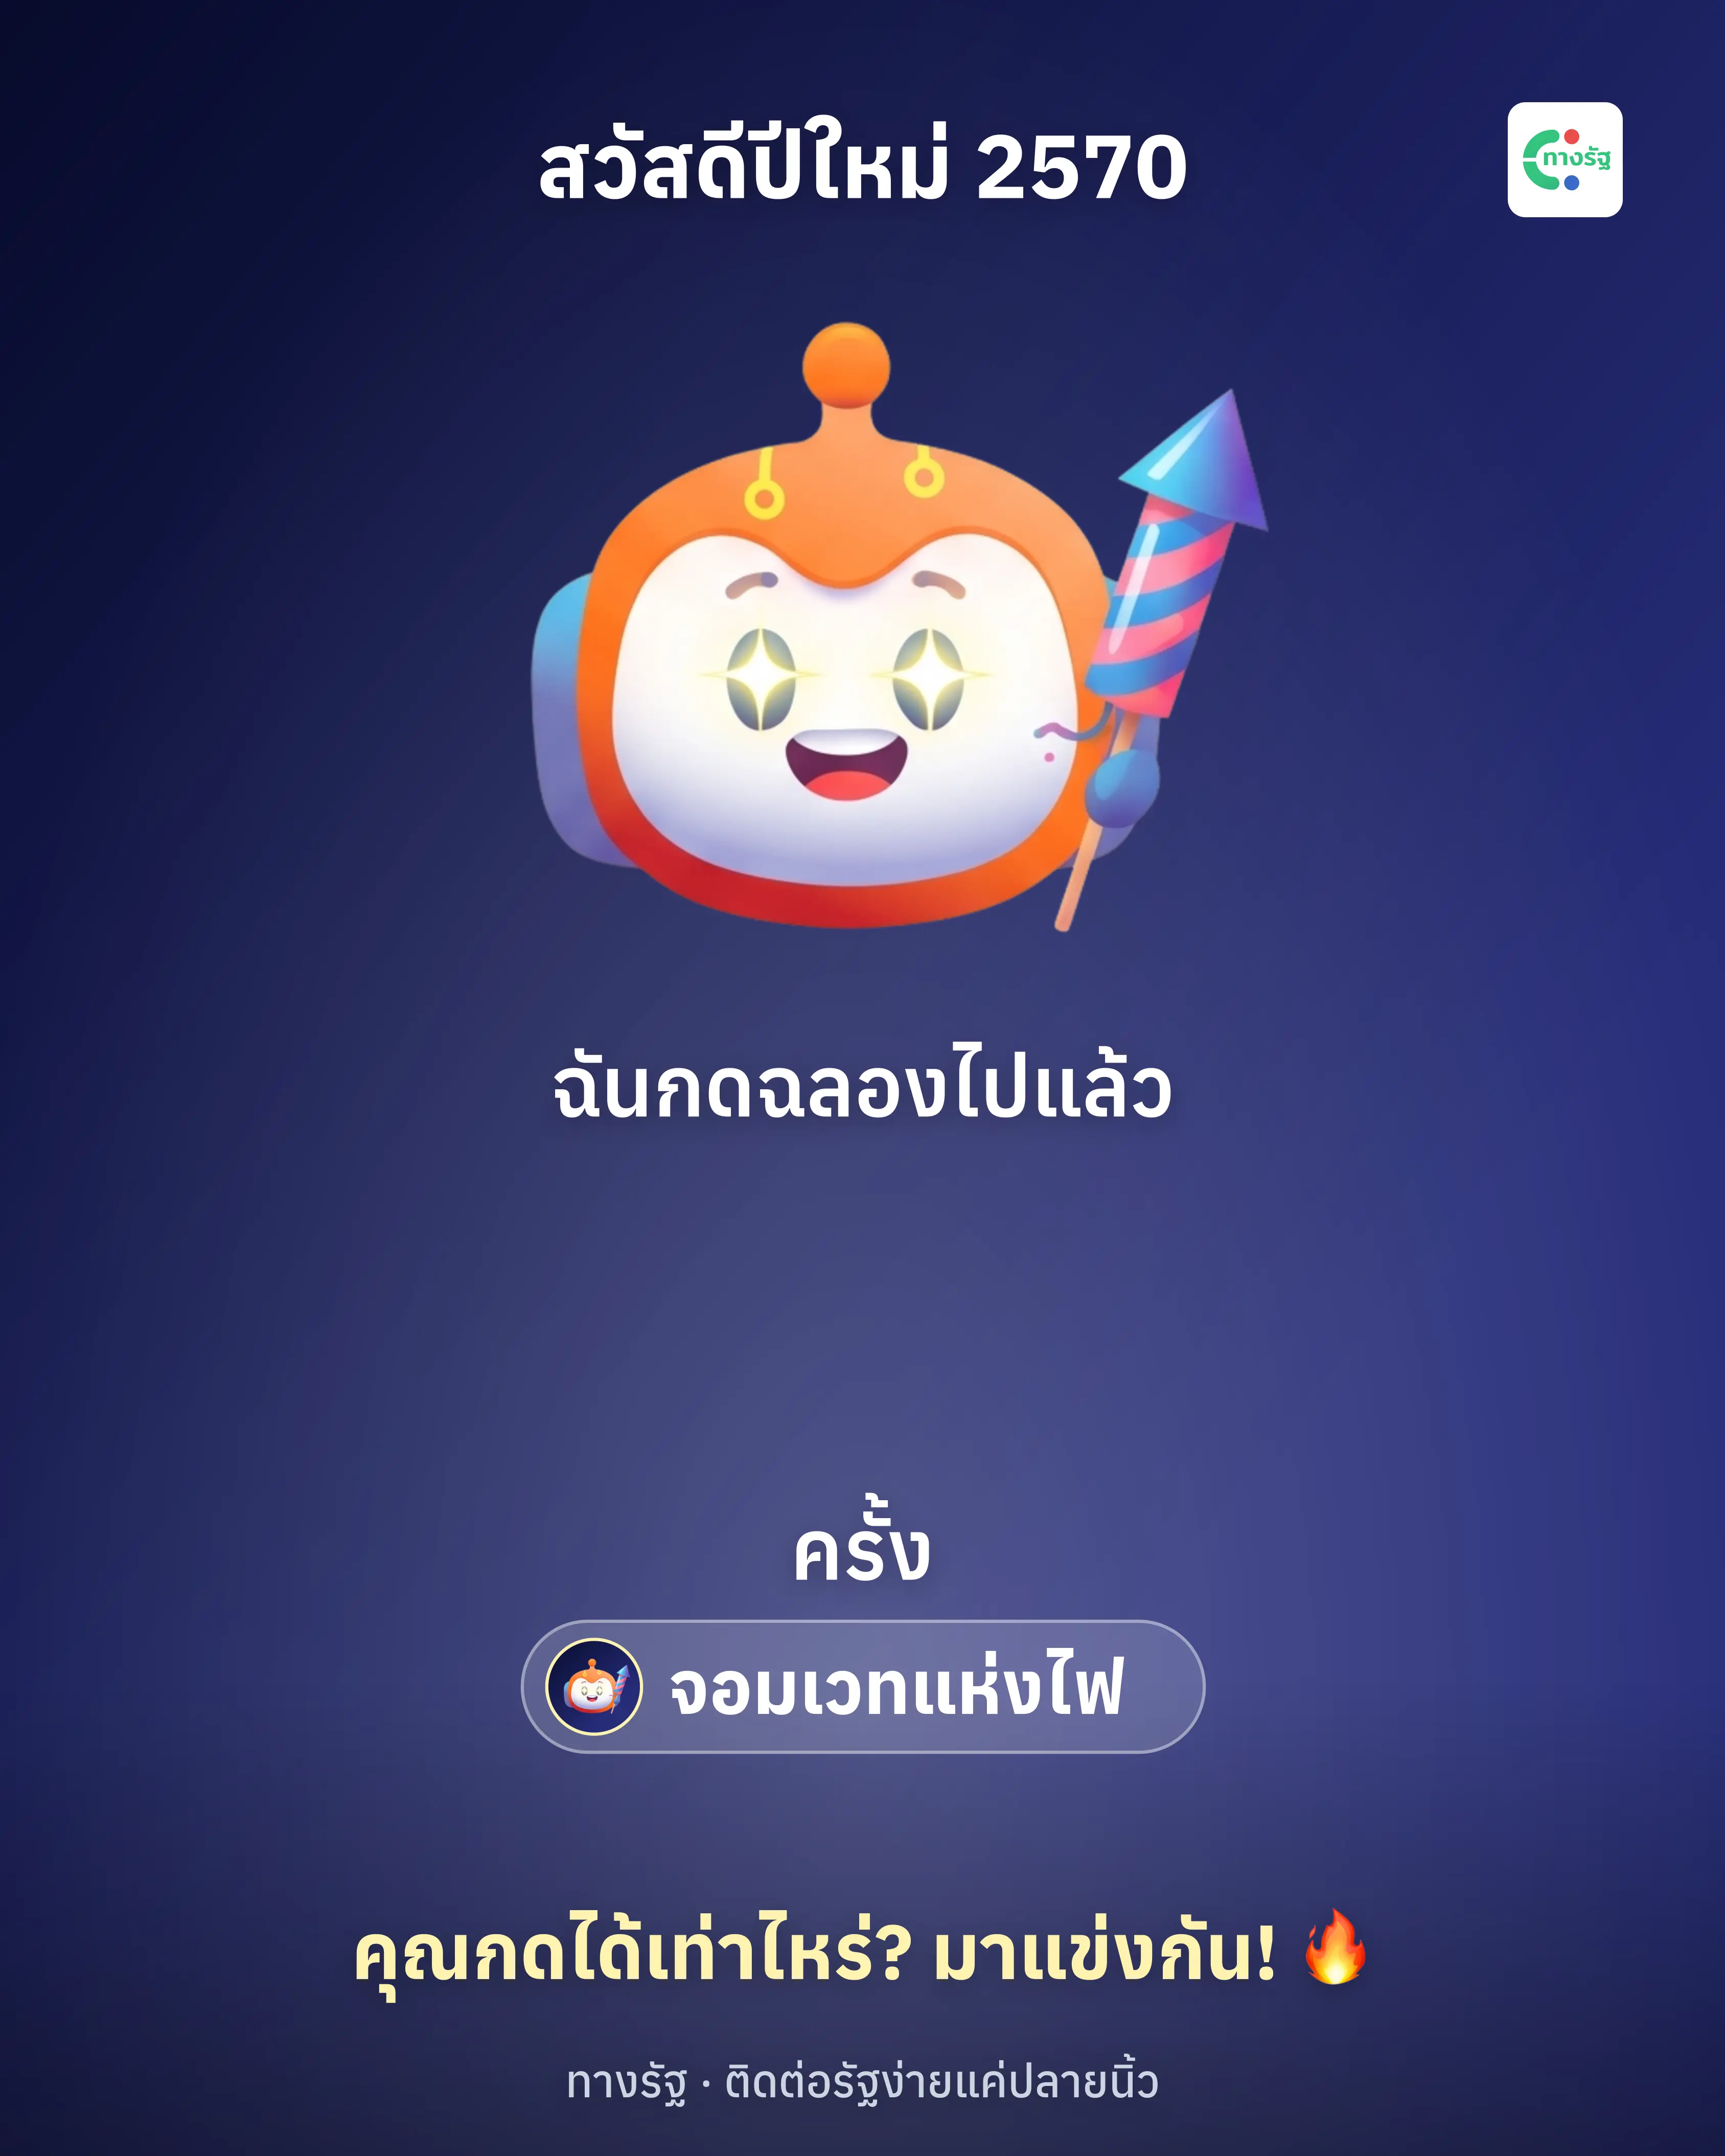 สวัสดีปีใหม่ 2570
ทางรัฐ
ฉันกดฉลองไปแล้ว
ครั้ง
จอมเวทแห่งไฟ
คุณกดได้เท่าไหร่? มาแข่งกัน! 🔥
ทางรัฐ · ติดต่อรัฐง่ายแค่ปลายนิ้ว